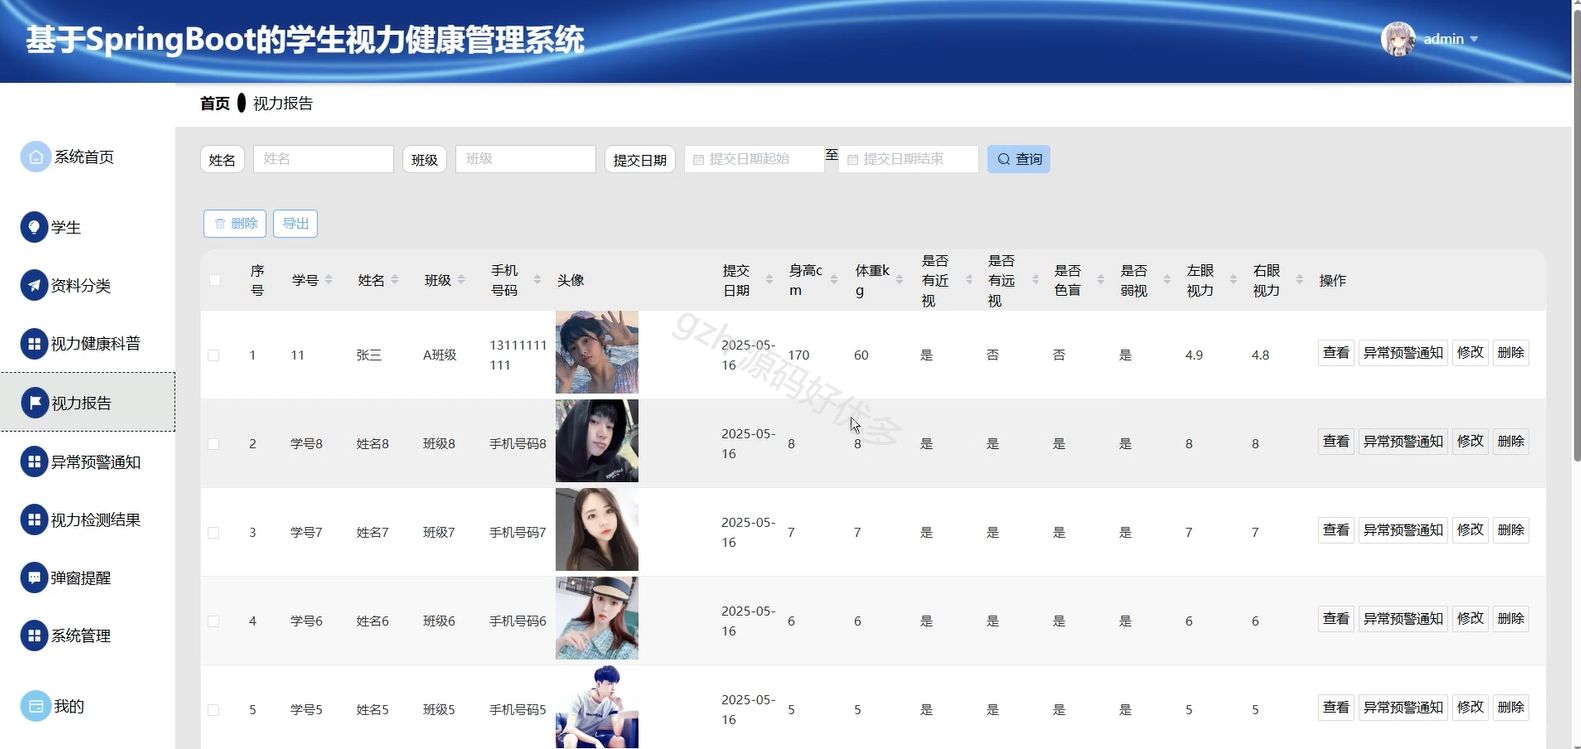 基于SpringBoot的学生视力健康管理系统
admin
首页 视力报告
系统首页
学生
资料分类
视力健康科普
视力报告
异常预警通知
视力检测结果
弹窗提醒
系统管理
我的
姓名 姓名 班级 班级 提交日期 提交日期起始 至 提交日期结束 查询
删除 导出
序号 学号 姓名 班级 手机号码 头像 提交日期 身高cm 体重kg 是否有近视 是否有远视 是否色盲 是否弱视 左眼视力 右眼视力 操作
1 11 张三 A班级 13111111111 2025-05-16 170 60 是 否 否 是 4.9 4.8 查看 异常预警通知 修改 删除
2 学号8 姓名8 班级8 手机号码8 2025-05-16 8 8 是 是 是 是 8 8 查看 异常预警通知 修改 删除
3 学号7 姓名7 班级7 手机号码7 2025-05-16 7 7 是 是 是 是 7 7 查看 异常预警通知 修改 删除
4 学号6 姓名6 班级6 手机号码6 2025-05-16 6 6 是 是 是 是 6 6 查看 异常预警通知 修改 删除
5 学号5 姓名5 班级5 手机号码5 2025-05-16 5 5 是 是 是 是 5 5 查看 异常预警通知 修改 删除
gzh:源码好优多